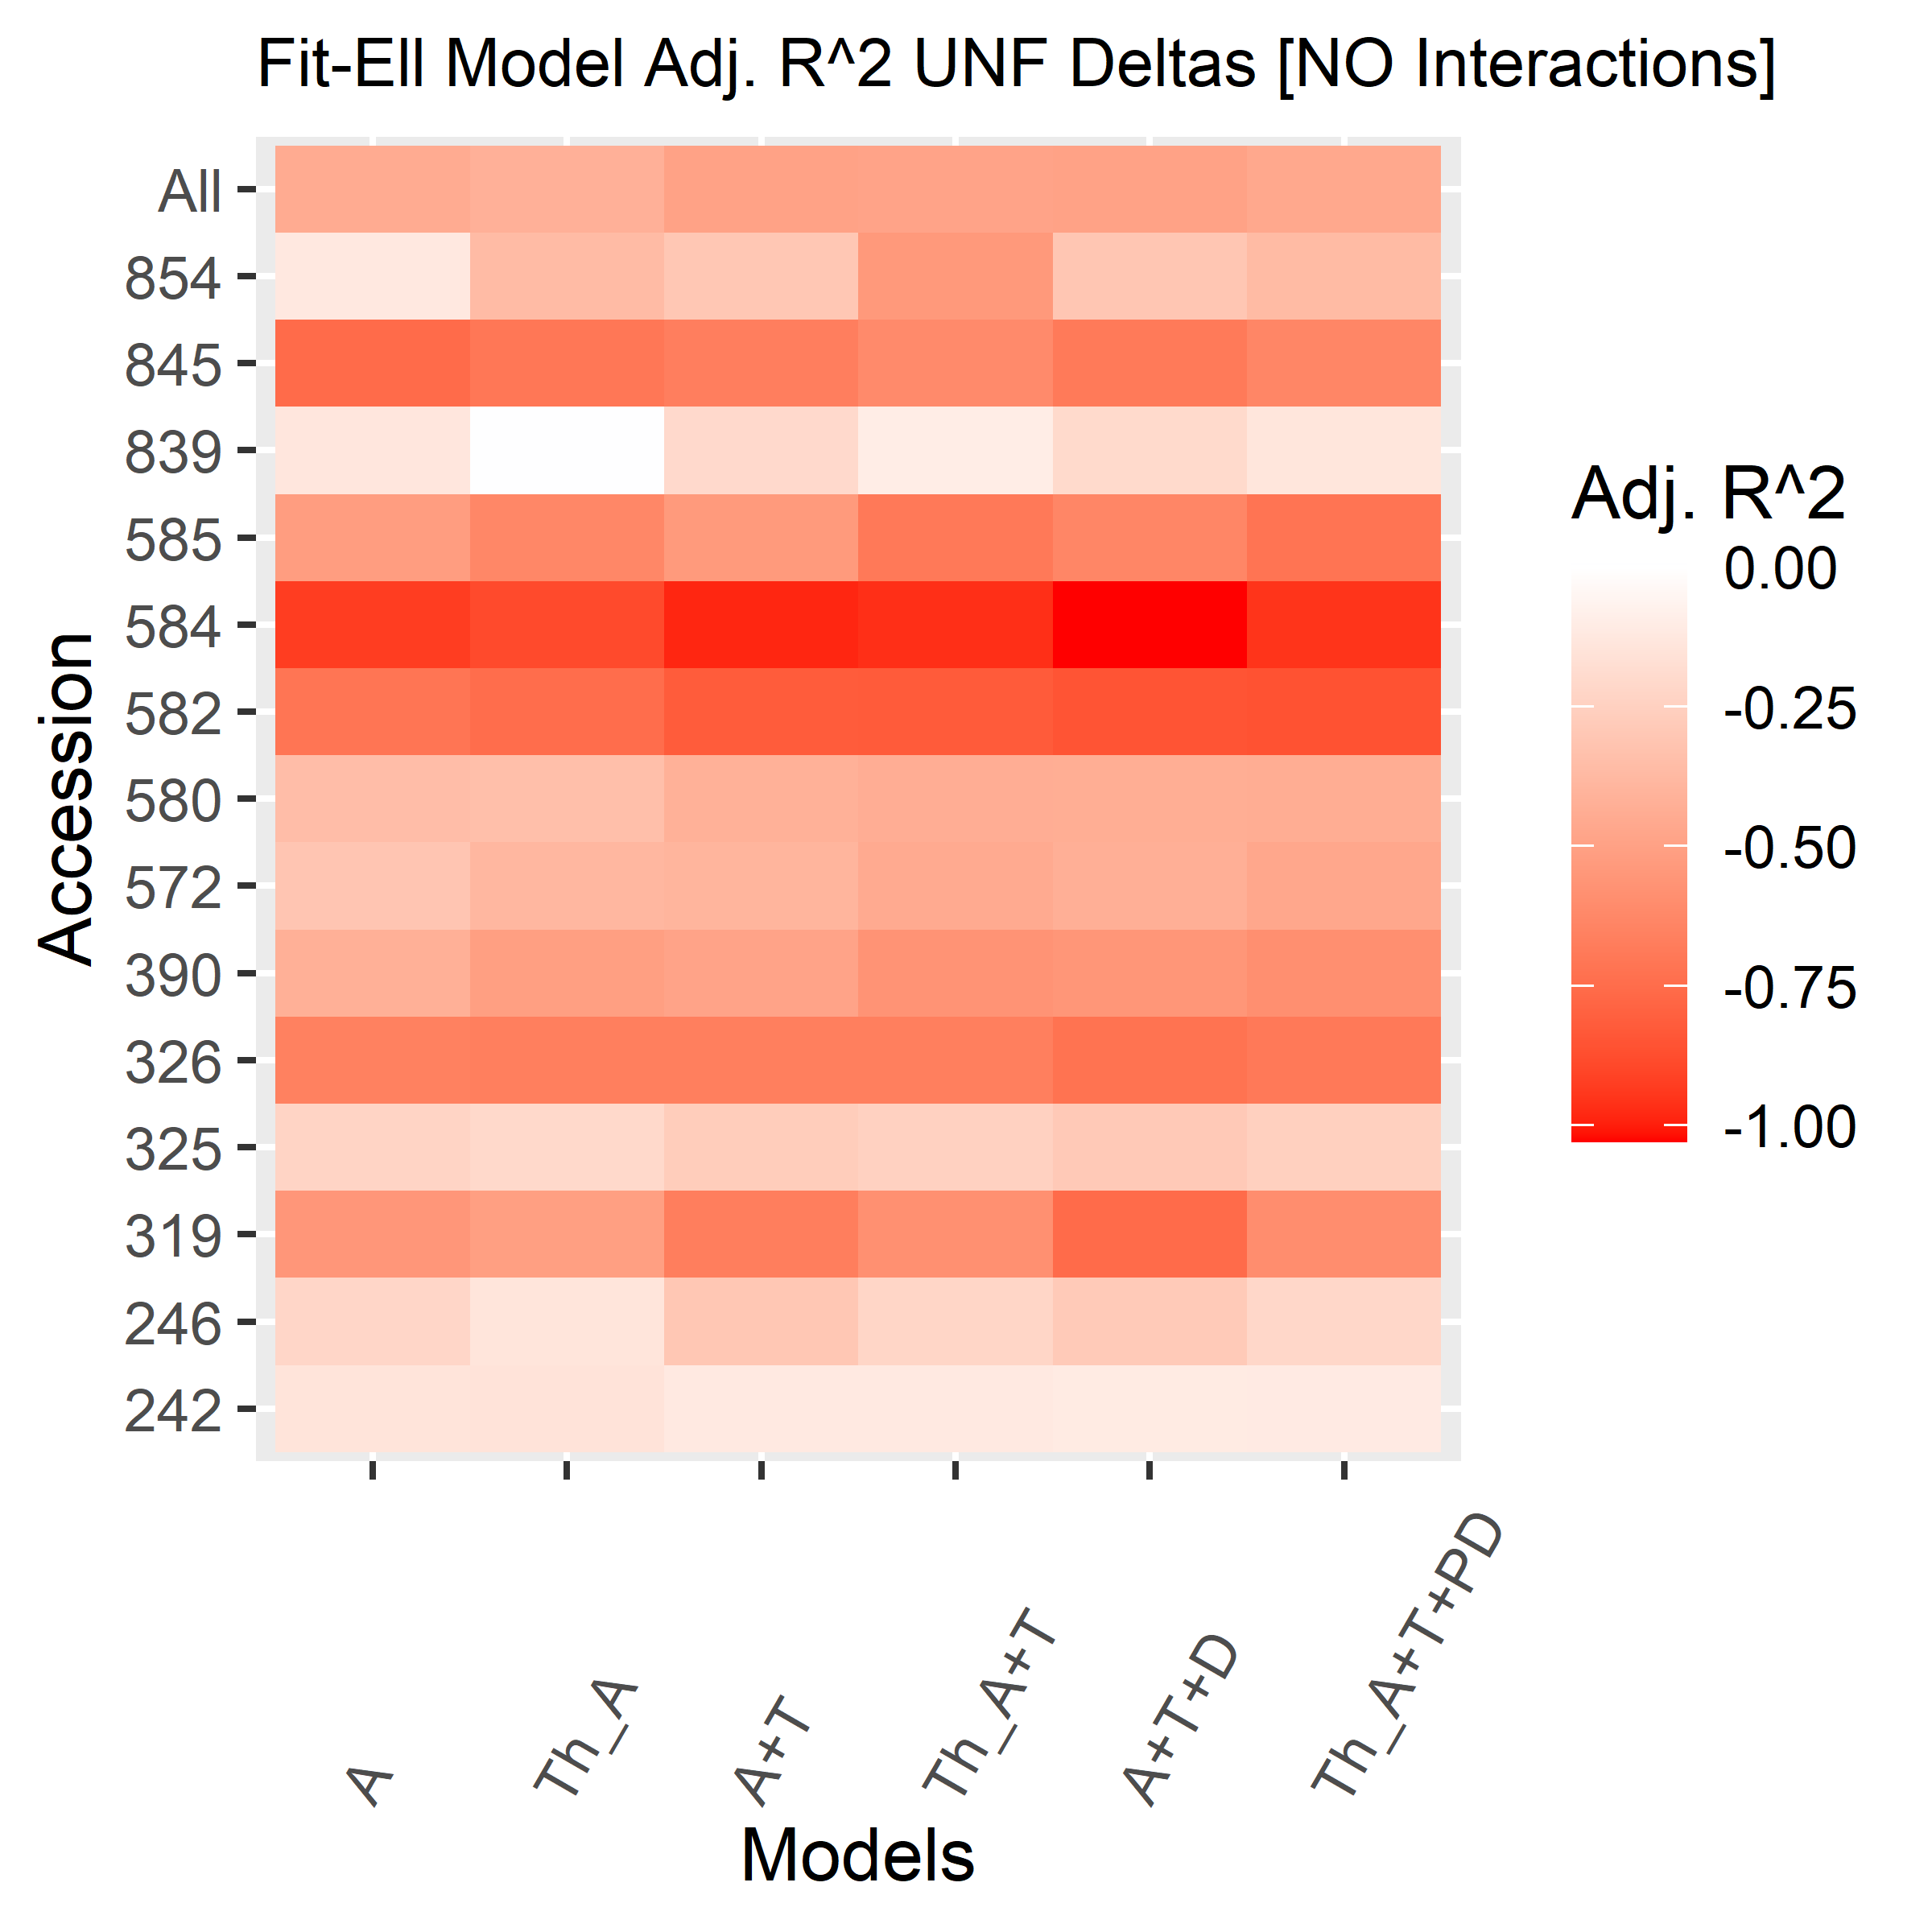 Fit-Ell Model Adj. R^2 UNF Deltas [NO Interactions]
Accession
All
854
845
839
585
584
582
580
572
390
326
325
319
246
242
A
Th_A
A+T
Th_A+T
A+T+D
Th_A+T+PD
Models
Adj. R^2
0.00
-0.25
-0.50
-0.75
-1.00